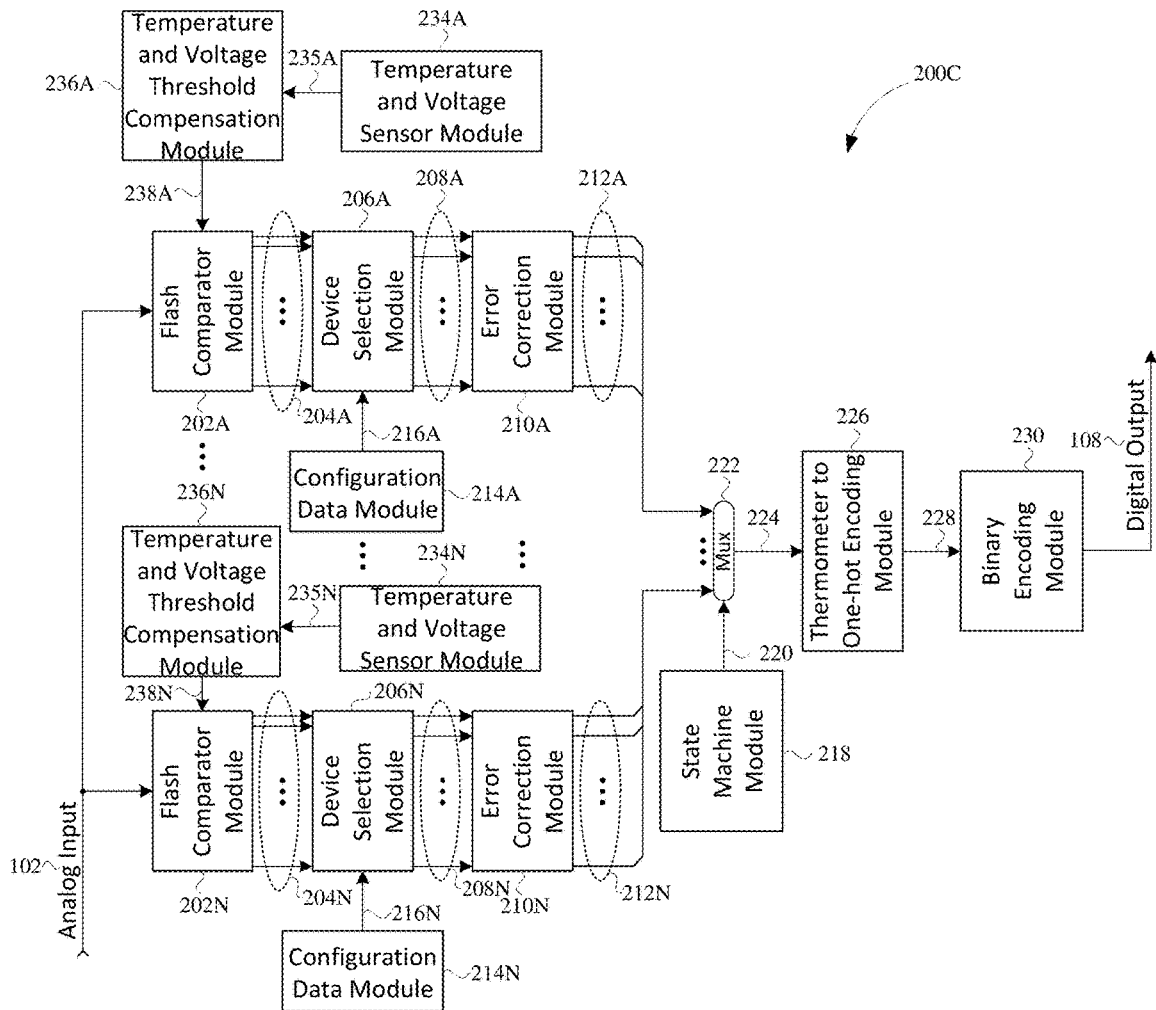 Temperature
and Voltage
Threshold
Compensation
Module
236A
235A
234A
Temperature
and Voltage
Sensor Module
200C
238A
208A
212A
206A
Flash
Comparator
Module
Device
Selection
Module
Error
Correction
Module
202A
204A
210A
216A
236N
Configuration
Data Module
214A
Temperature
and Voltage
Threshold
Compensation
Module
235N
234N
Temperature
and Voltage
Sensor Module
222
Mux
224
226
Thermometer to
One-hot Encoding
Module
228
230
Binary
Encoding
Module
108
Digital Output
220
State
Machine
Module
218
238N
206N
Flash
Comparator
Module
Device
Selection
Module
Error
Correction
Module
102
Analog Input
202N
204N
208N
210N
212N
216N
Configuration
Data Module
214N